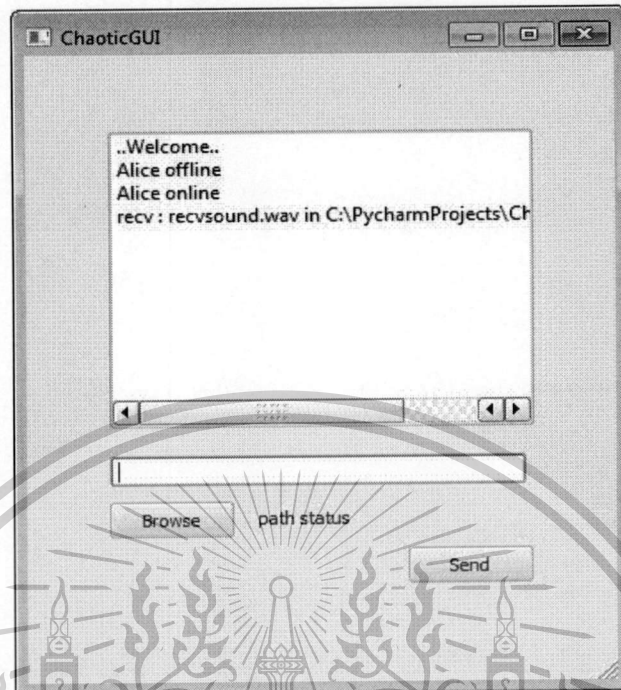 ChaoticGUI
..Welcome..
Alice offline
Alice online
recv : recvsound.wav in C:\PycharmProjects\Ch
Browse
path status
Send